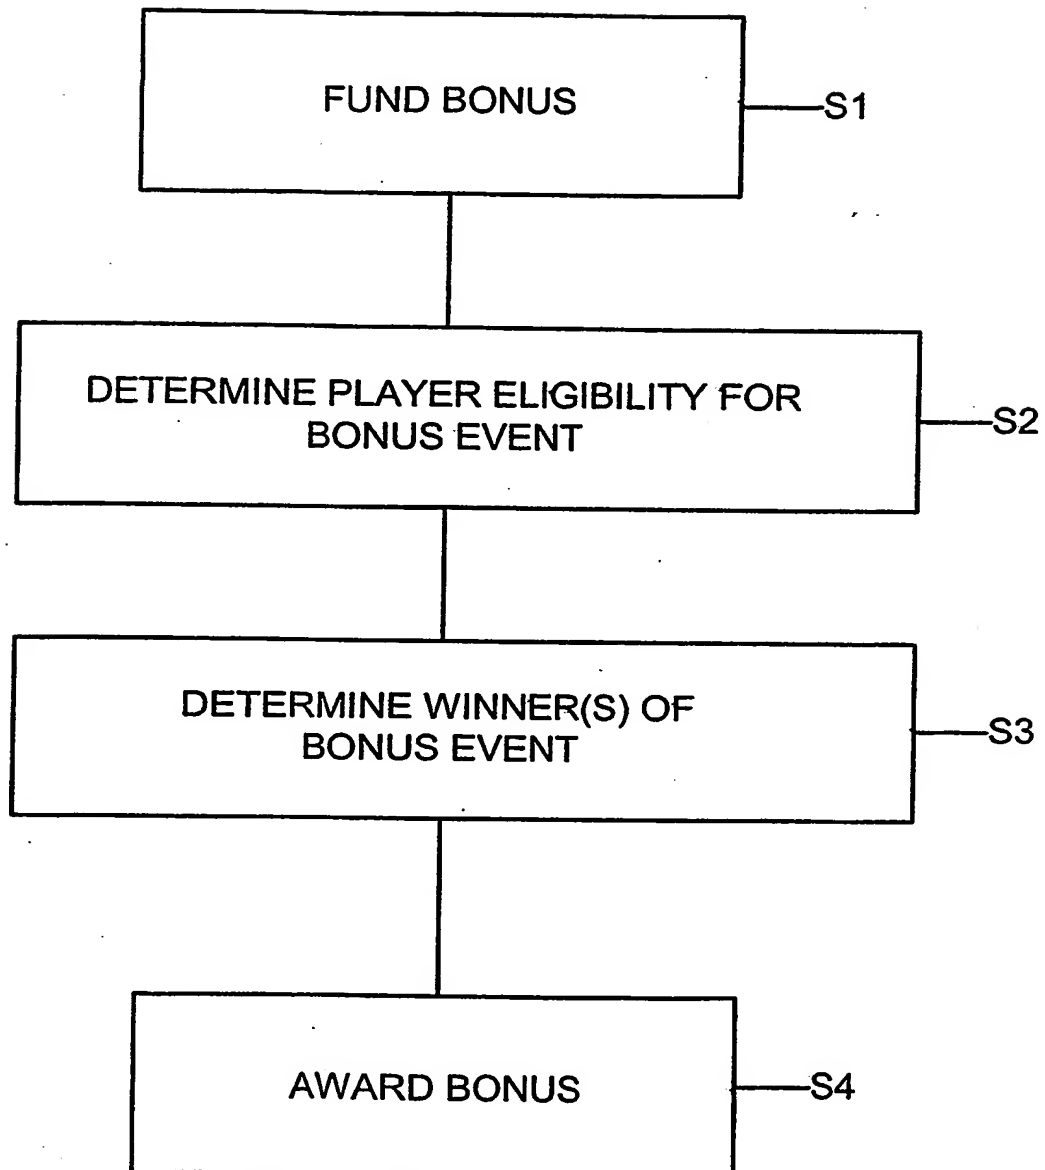 FUND BONUS
S1
DETERMINE PLAYER ELIGIBILITY FOR
BONUS EVENT
S2
DETERMINE WINNER(S) OF
BONUS EVENT
S3
AWARD BONUS
S4